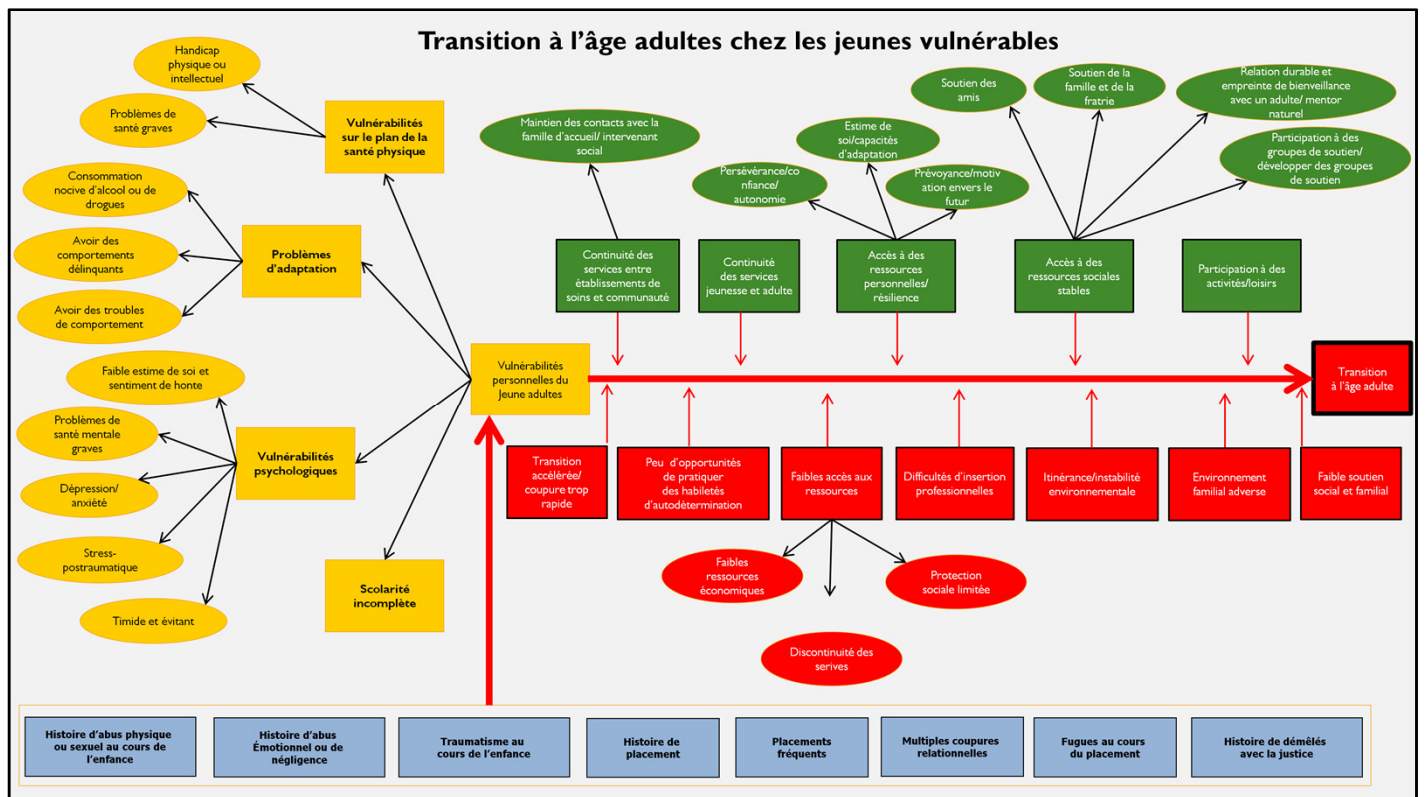 Transition à l’âge adultes chez les jeunes vulnérables
Handicap
physique ou
intellectuel
Problèmes de
santé graves
Vulnérabilités
sur le plan de la
santé physique
Consommation
nocive d’alcool ou de
drogues
Avoir des
comportements
délinquants
Avoir des troubles
de comportement
Problèmes
d’adaptation
Faible estime de soi et
sentiment de honte
Problèmes de
santé mentale
graves
Dépression/
anxiété
Stress-
postraumatique
Timide et évitant
Vulnérabilités
psychologiques
Scolarité
incomplète
Vulnérabilités
personnelles du
Jeune adultes
Maintien des contacts avec la
famille d’accueil/ intervenant
social
Persévérance/co
nfiance/
autonomie
Estime de
soi/capacités
d’adaptation
Prévoyance/motiv
ation envers le
futur
Soutien des
amis
Soutien de la
famille et de la
fratrie
Relation durable et
empreinte de bienveillance
avec un adulte/ mentor
naturel
Participation à des
groupes de soutien/
développer des groupes
de soutien
Continuité des
services entre
établissements de
soins et communauté
Continuité
des services
jeunesse et adulte
Accès à des
ressources
personnelles/
résilience
Accès à des
ressources sociales
stables
Participation à des
activités/loisirs
Transition
à l’âge adulte
Transition
accélérée/
coupure trop
rapide
Peu d’opportunités
de pratiquer
des habiletés
d’autodétermination
Faibles accès aux
ressources
Difficultés d’insertion
professionnelles
Itinérance/instabilité
environnementale
Environnement
familial adverse
Faible soutien
social et familial
Faibles
ressources
économiques
Protection
sociale limitée
Discontinuité des
serives
Histoire d’abus physique
ou sexuel au cours de
l’enfance
Histoire d’abus
Émotionnel ou de
négligence
Traumatisme au
cours de l’enfance
Histoire de
placement
Placements
fréquents
Multiples coupures
relationnelles
Fugues au cours
du placement
Histoire de démêlés
avec la justice